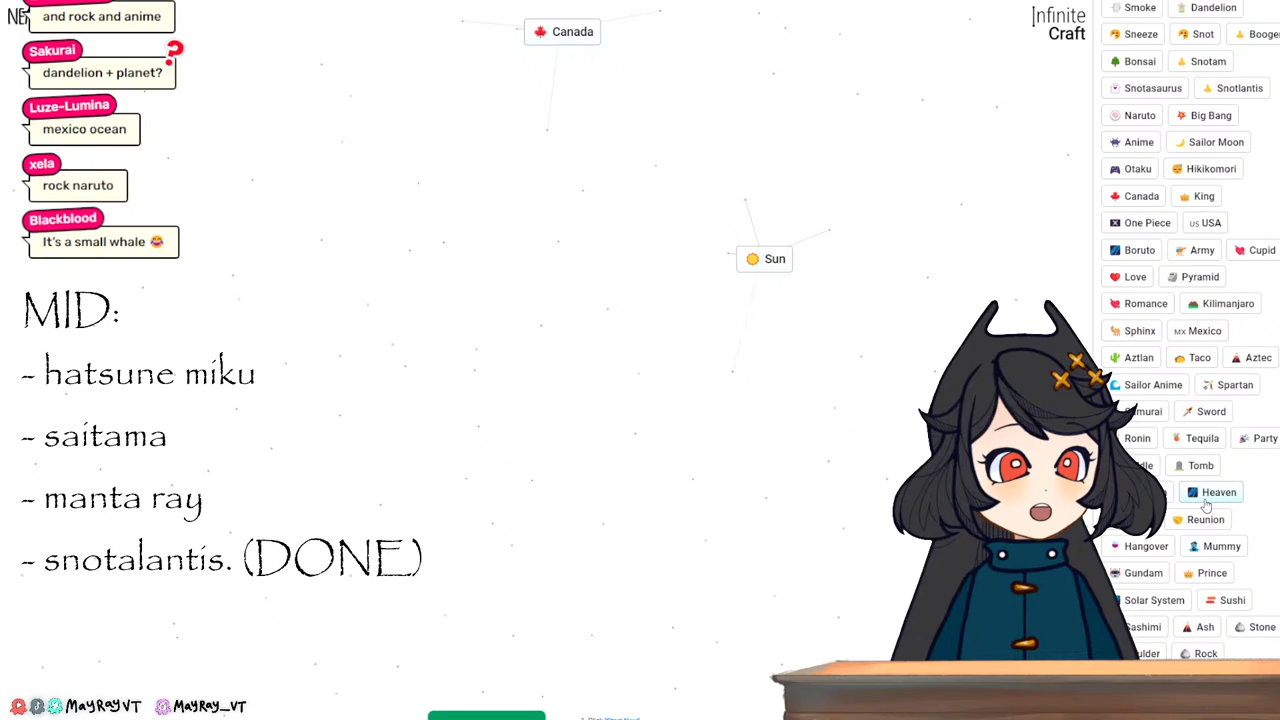 and rock and anime
Sakurai
dandelion + planet?
Luze-Lumina
mexico ocean
xela
rock naruto
Blackblood
It's a small whale 😂
MID:
- hatsune miku
- saitama
- manta ray
- snotalantis. (DONE)
MayRayVT
MayRay_VT
Canada
Sun
Infinite
Craft
Smoke Dandelion
Sneeze Snot
Bonsai Snotam
Snotasaurus Snotlantis
Naruto Big Bang
Anime Sailor Moon
Otaku Hikikomori
Canada King
One Piece US USA
Boruto Army Cupid
Love Pyramid
Romance Kilimanjaro
Sphinx MX Mexico
Aztlan Taco Aztec
Sailor Anime Spartan
Sword
Ronin Tequila Party
Tomb
Heaven
Reunion
Hangover Mummy
Gundam Prince
Solar System Sushi
Ash Stone
Rock